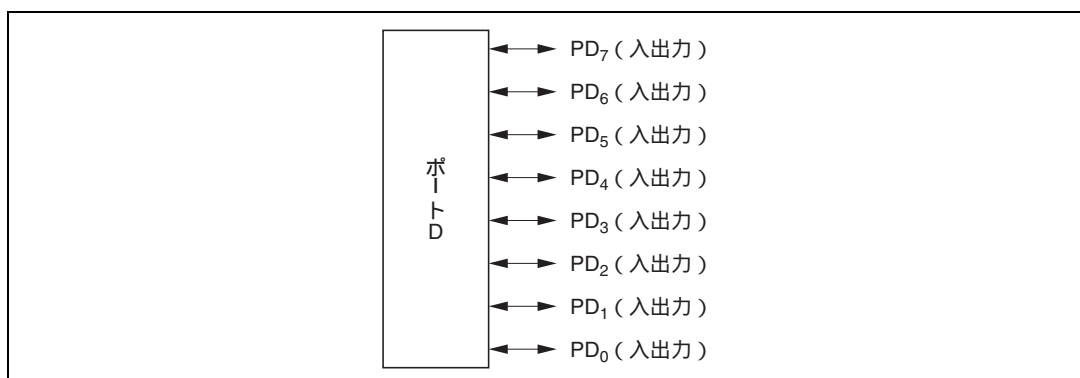 ポートD
PD7 ( 入出力 )
PD6 ( 入出力 )
PD5 ( 入出力 )
PD4 ( 入出力 )
PD3 ( 入出力 )
PD2 ( 入出力 )
PD1 ( 入出力 )
PD0 ( 入出力 )